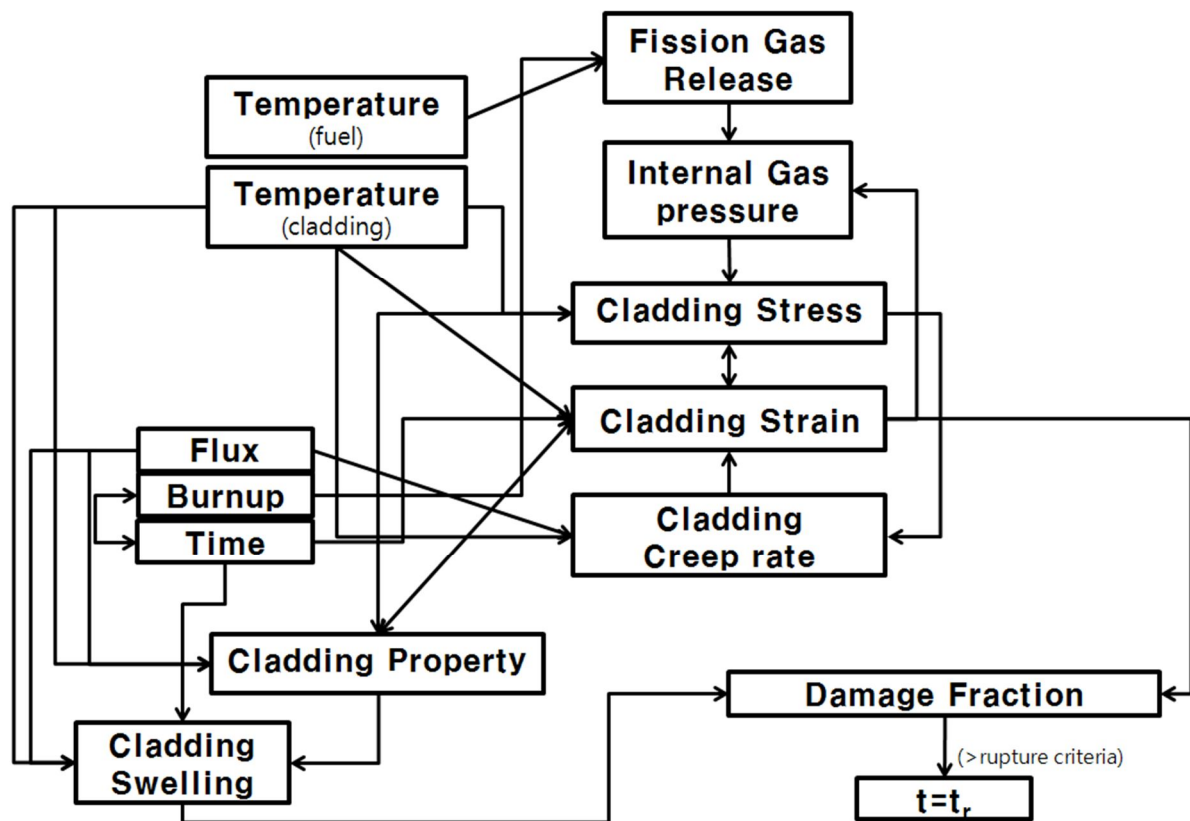 Fission Gas
Release
Temperature
(fuel)
Internal Gas
pressure
Temperature
(cladding)
Cladding Stress
Cladding Strain
Flux
Burnup
Time
Cladding
Creep rate
Cladding Property
Damage Fraction
Cladding
Swelling
(>rupture criteria)
t=tᵣ